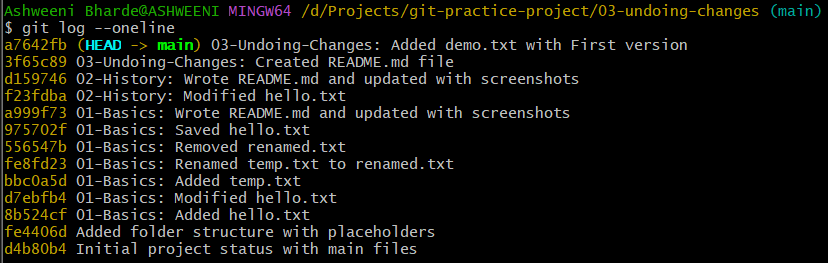 Ashweeni Bharde@ASHWEENI MINGW64 /d/Projects/git-practice-project/03-undoing-changes (main)
$ git log --oneline
a7642fb (HEAD -> main) 03-Undoing-Changes: Added demo.txt with First version
3f65c89 03-Undoing-Changes: Created README.md file
d159746 02-History: Wrote README.md and updated with screenshots
f23fdba 02-History: Modified hello.txt
a999f73 01-Basics: Wrote README.md and updated with screenshots
975702f 01-Basics: Saved hello.txt
556547b 01-Basics: Removed renamed.txt
fe8fd23 01-Basics: Renamed temp.txt to renamed.txt
bbc0a5d 01-Basics: Added temp.txt
d7ebfb4 01-Basics: Modified hello.txt
8b524cf 01-Basics: Added hello.txt
fe4406d Added folder structure with placeholders
d4b80b4 Initial project status with main files